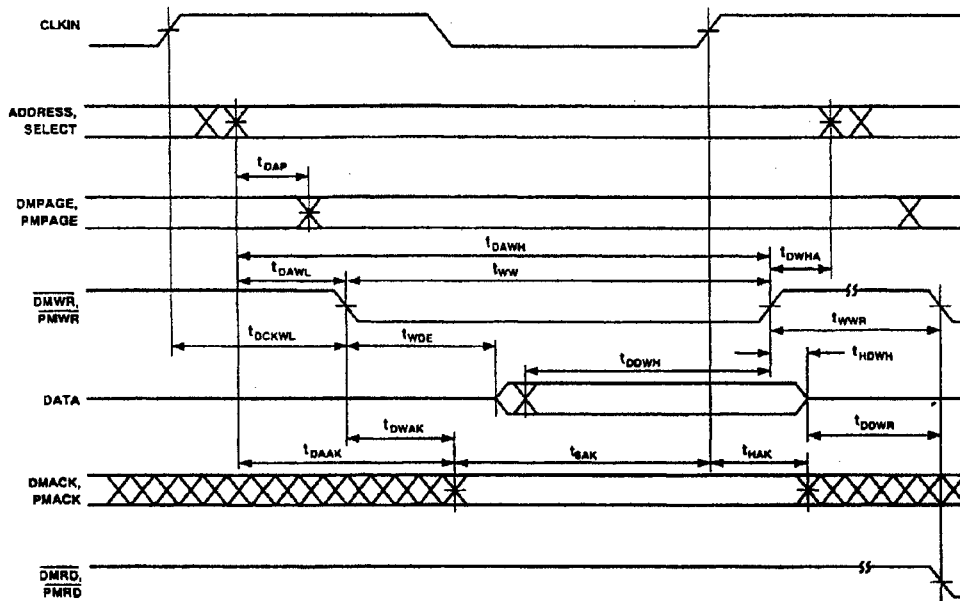 CLKIN
ADDRESS,
SELECT
tDAP
DMPAGE,
PMPAGE
tDAWH
tDAWL
tWW
tDWHA
DMWR,
PMWR
tDCKWL
tWDE
tWWR
tDDWH
tHDWH
DATA
tDWAK
tDDWR
tDAAK
tSAK
tHAK
DMACK,
PMACK
DMRD,
PMRD